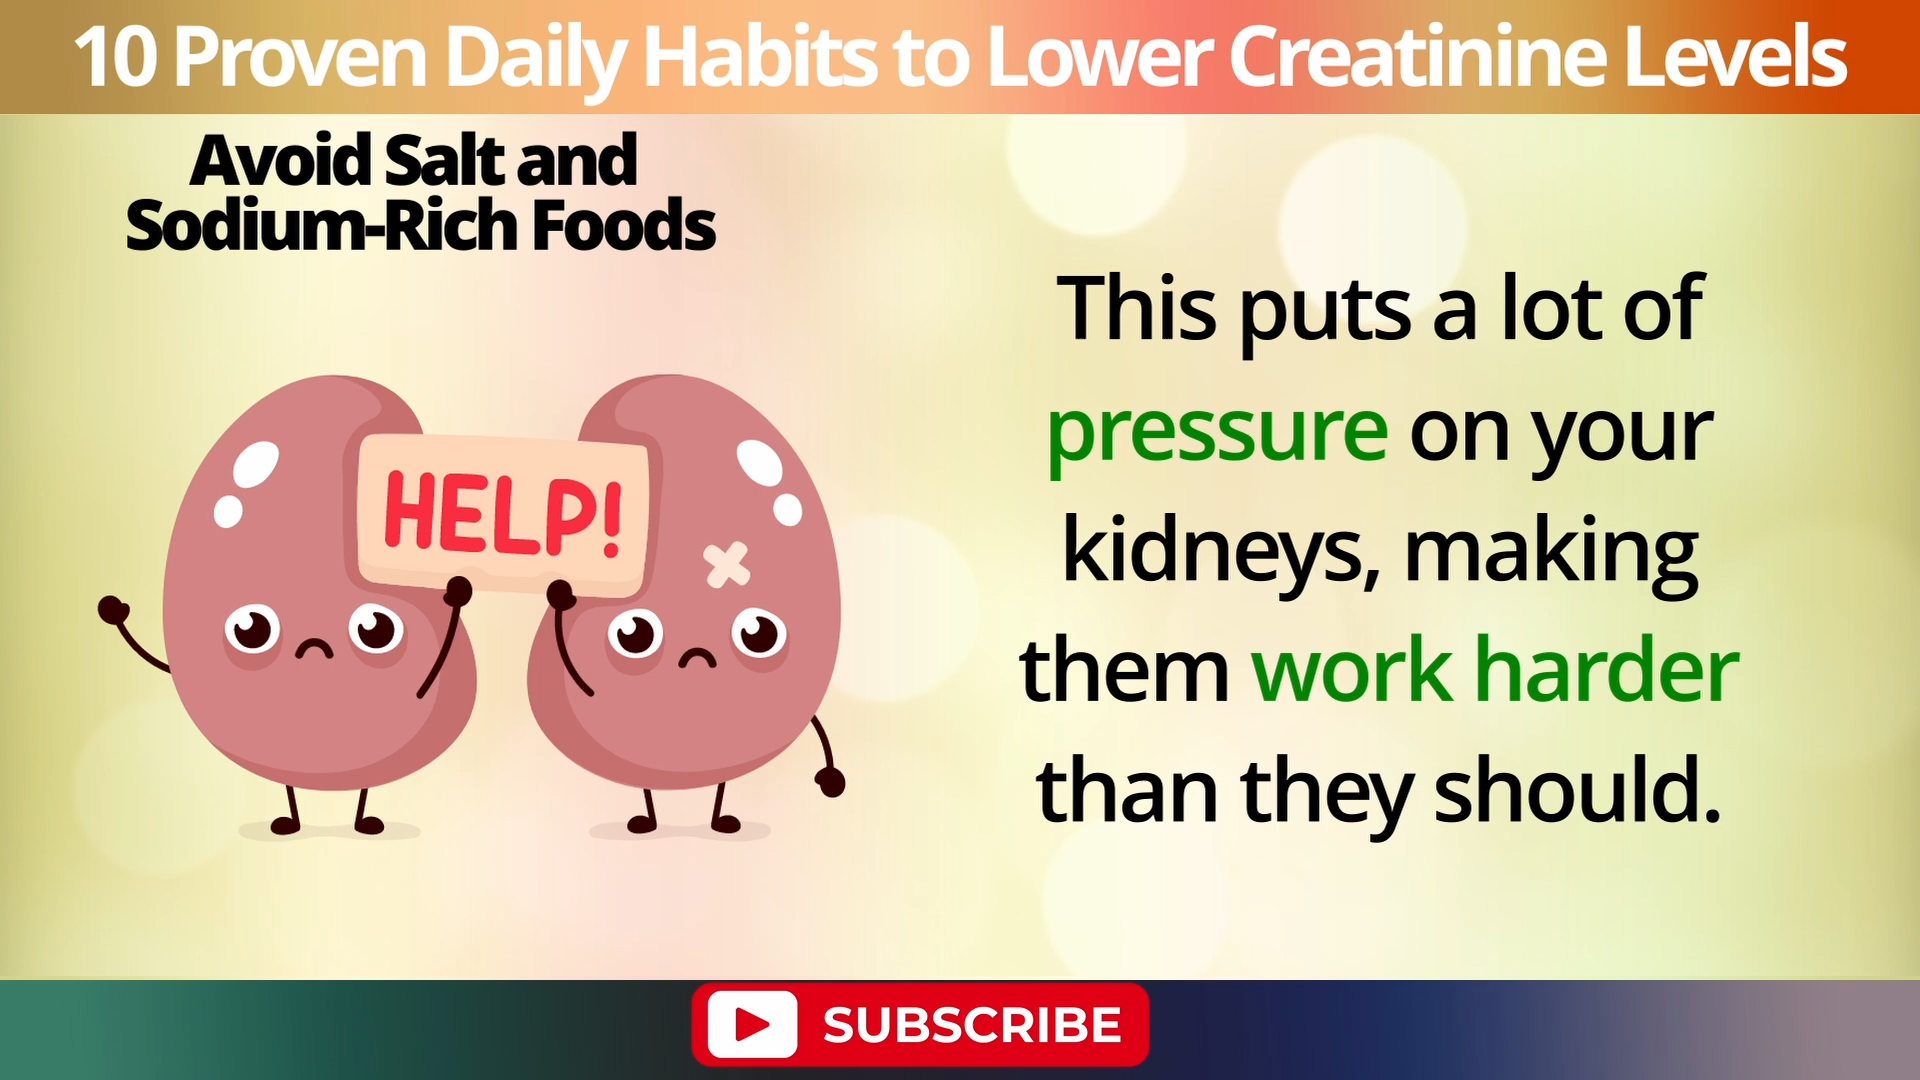 10 Proven Daily Habits to Lower Creatinine Levels
Avoid Salt and
Sodium-Rich Foods
HELP!
This puts a lot of
pressure on your
kidneys, making
them work harder
than they should.
SUBSCRIBE